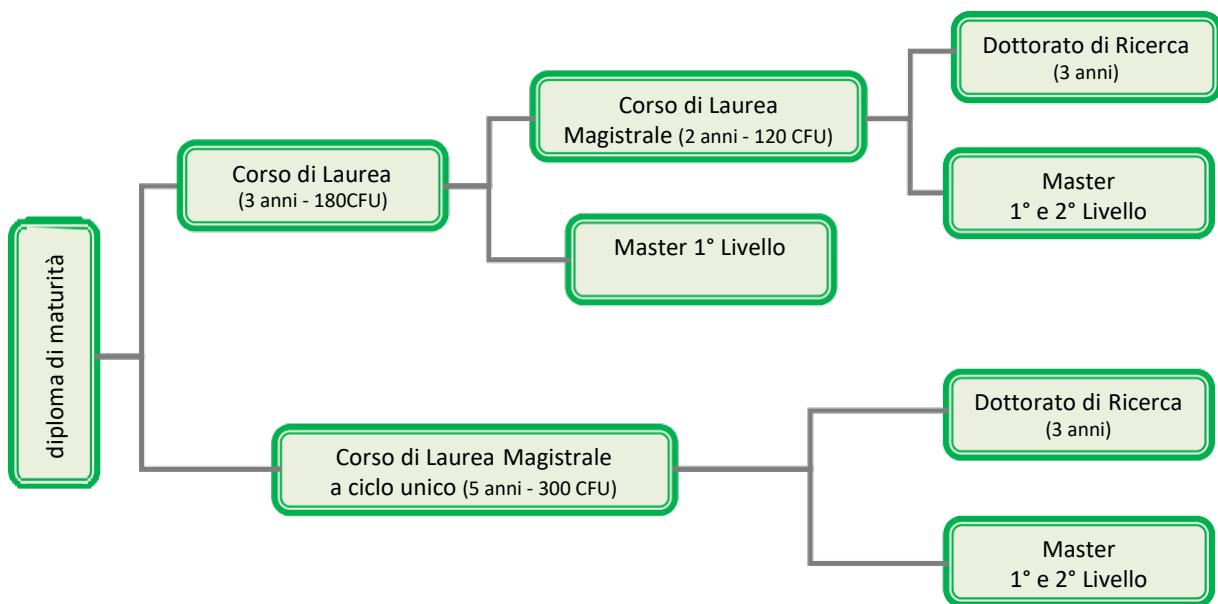 diploma di maturità
Corso di Laurea
(3 anni - 180CFU)
Corso di Laurea
Magistrale (2 anni - 120 CFU)
Dottorato di Ricerca
(3 anni)
Master
1° e 2° Livello
Master 1° Livello
Corso di Laurea Magistrale
a ciclo unico (5 anni - 300 CFU)
Dottorato di Ricerca
(3 anni)
Master
1° e 2° Livello